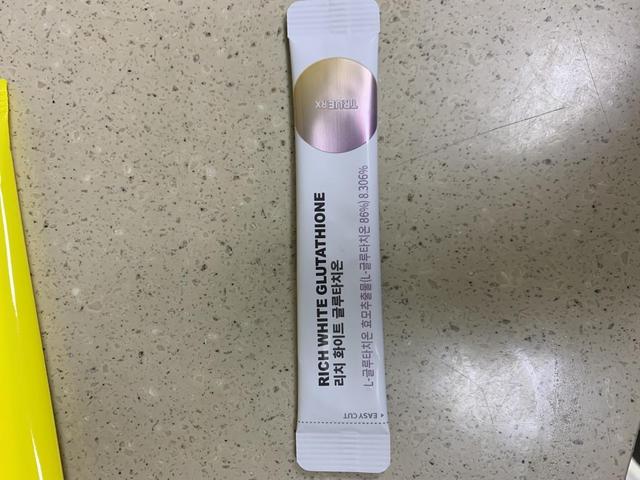 TRUERX
RICH WHITE GLUTATHIONE
리치 화이트 글루타치온
L-글루타치온 효모추출물(L-글루타치온 86%) 8.306%
▲ EASY CUT